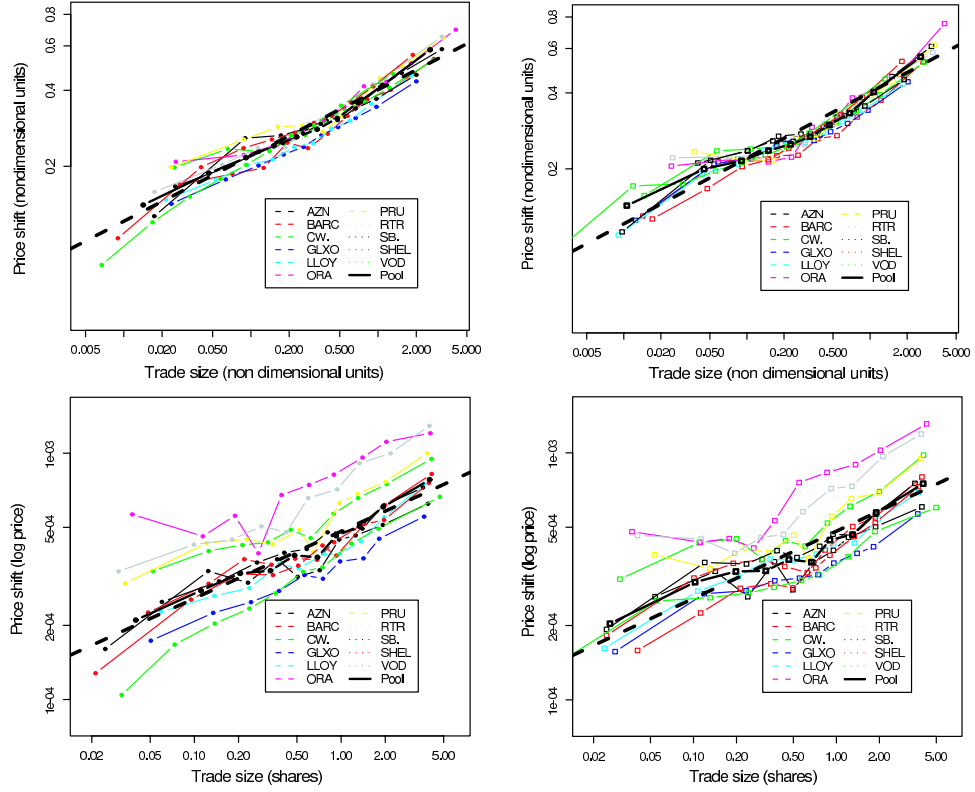 0.8
0.6
0.4
0.2
Price shift (nondimensional units)
AZN
BARC
CW.
GLXO
LLOY
ORA
PRU
RTR
SB.
SHEL
VOD
Pool
0.005
0.020
0.050
0.200
0.500
2.000
5.000
Trade size (non dimensional units)
0.8
0.6
0.4
0.2
Price shift (nondimensional units)
AZN
BARC
CW.
GLXO
LLOY
ORA
PRU
RTR
SB.
SHEL
VOD
Pool
0.005
0.020
0.050
0.200
0.500
2.000
5.000
Trade size (non dimensional units)
1e−03
5e−04
2e−04
1e−04
Price shift (log price)
AZN
BARC
CW.
GLXO
LLOY
ORA
PRU
RTR
SB.
SHEL
VOD
Pool
0.02
0.05
0.10
0.20
0.50
1.00
2.00
5.00
Trade size (shares)
1e−03
5e−04
2e−04
1e−04
Price shift (log price)
AZN
BARC
CW.
GLXO
LLOY
ORA
PRU
RTR
SB.
SHEL
VOD
Pool
0.02
0.05
0.10
0.20
0.50
1.00
2.00
5.00
Trade size (shares)